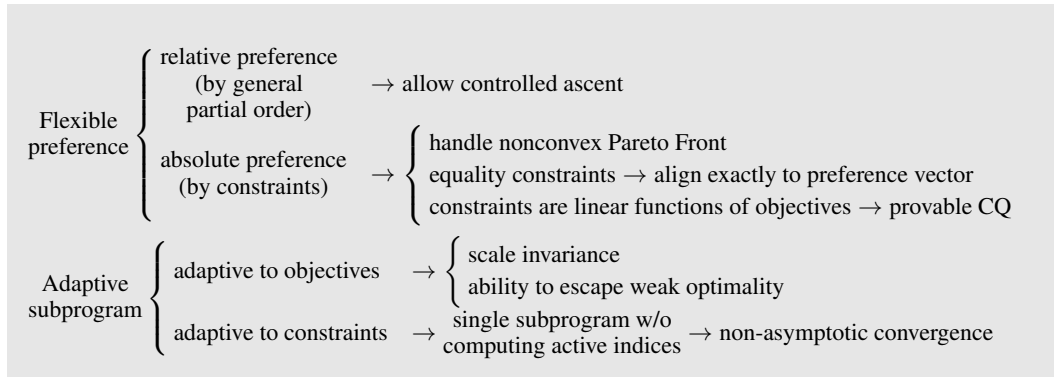 Flexible
preference
relative preference
(by general
partial order)
→ allow controlled ascent
absolute preference
(by constraints)
→
handle nonconvex Pareto Front
equality constraints → align exactly to preference vector
constraints are linear functions of objectives → provable CQ
Adaptive
subprogram
adaptive to objectives →
scale invariance
ability to escape weak optimality
adaptive to constraints →
single subprogram w/o
computing active indices
→ non-asymptotic convergence